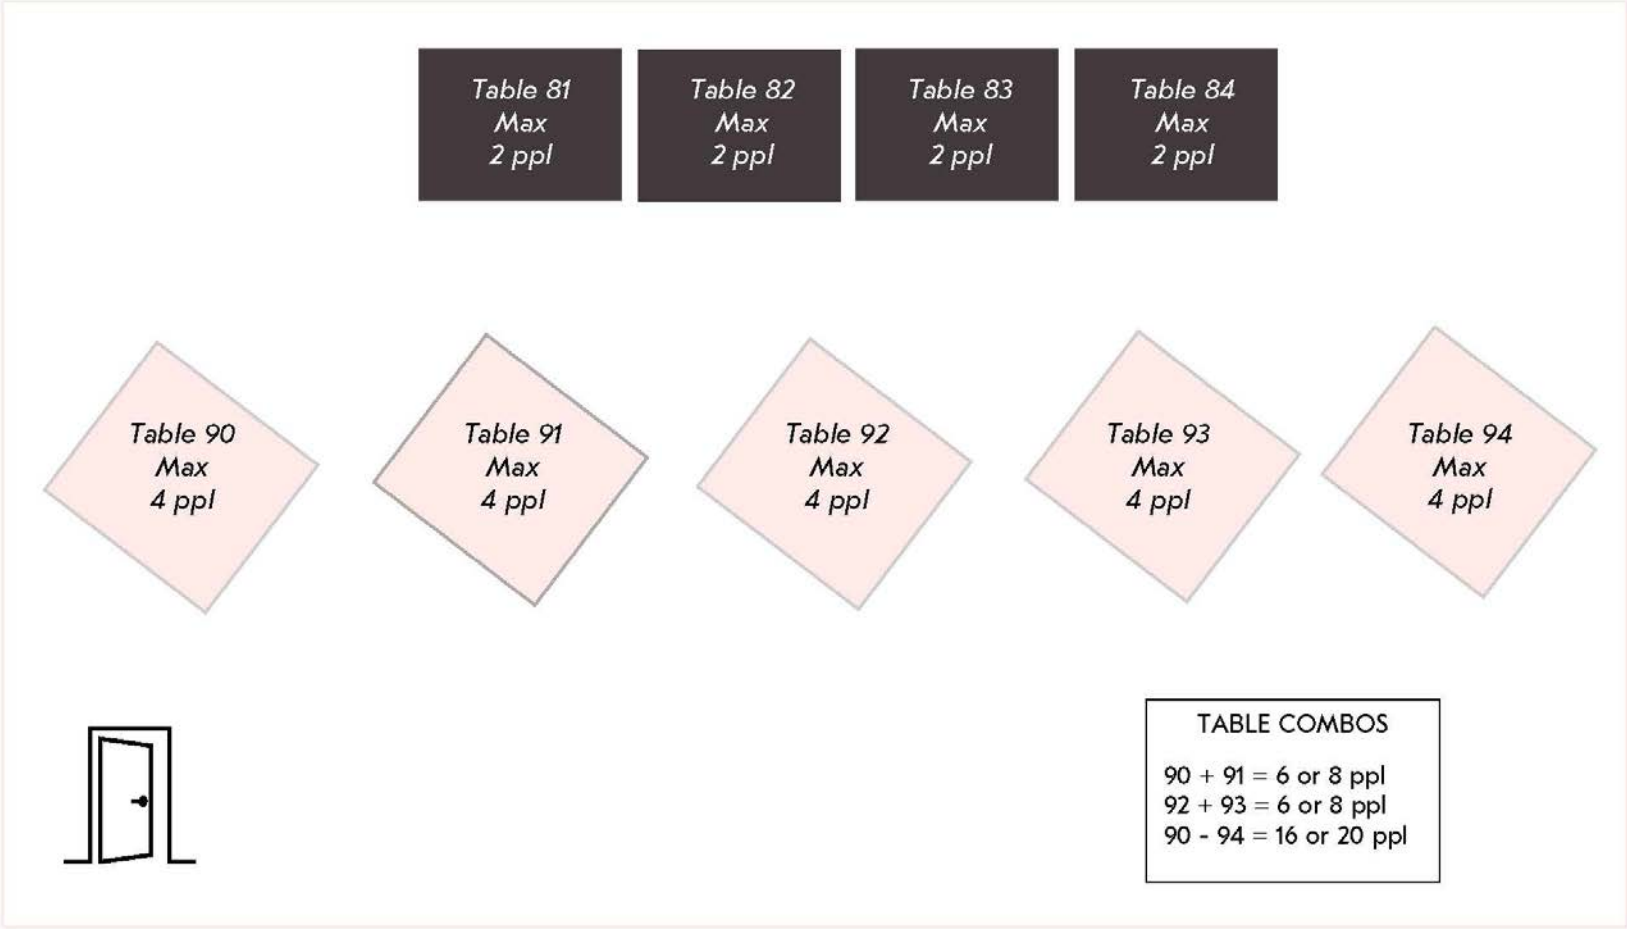 Table 81
Max
2 ppl
Table 82
Max
2 ppl
Table 83
Max
2 ppl
Table 84
Max
2 ppl
Table 90
Max
4 ppl
Table 91
Max
4 ppl
Table 92
Max
4 ppl
Table 93
Max
4 ppl
Table 94
Max
4 ppl
TABLE COMBOS
90 + 91 = 6 or 8 ppl
92 + 93 = 6 or 8 ppl
90 - 94 = 16 or 20 ppl